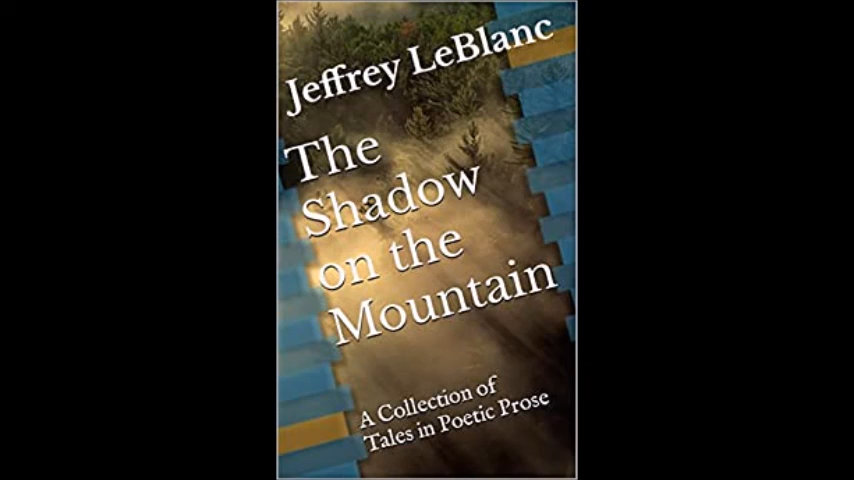 Jeffrey LeBlanc
The
Shadow
on the
Mountain
A Collection of
Tales in Poetic Prose